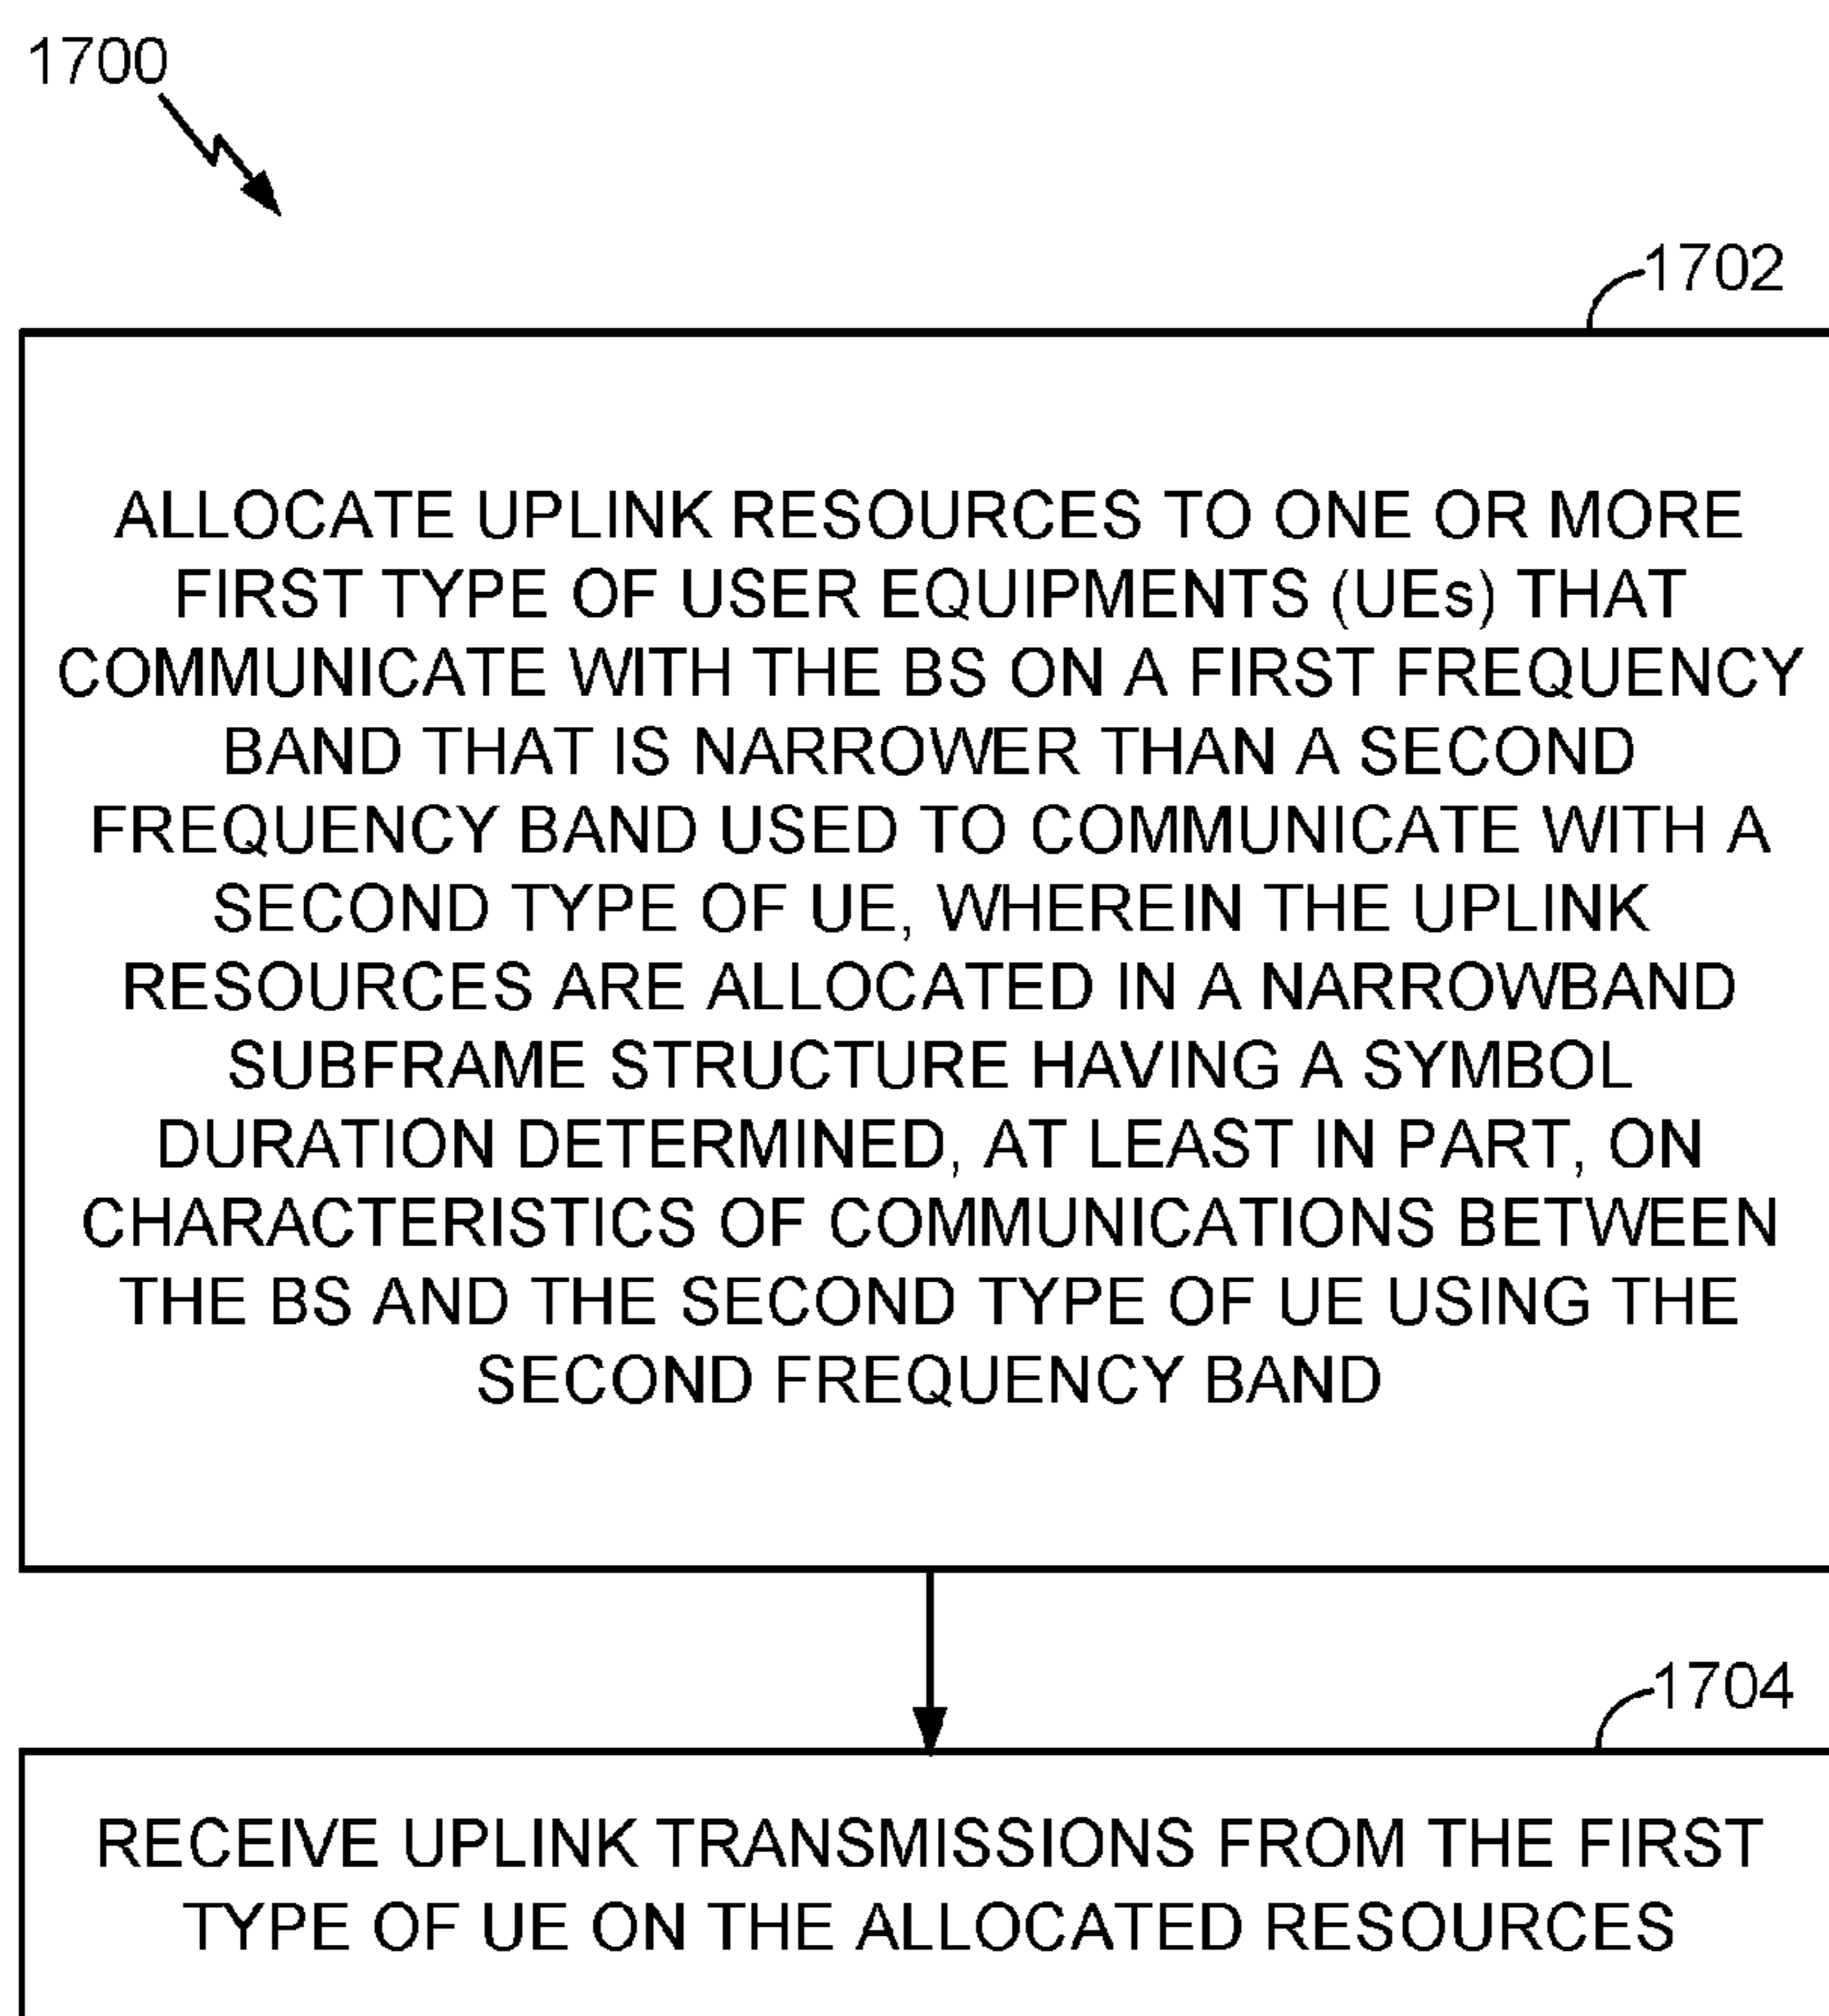 1700
1702
ALLOCATE UPLINK RESOURCES TO ONE OR MORE
FIRST TYPE OF USER EQUIPMENTS (UEs) THAT
COMMUNICATE WITH THE BS ON A FIRST FREQUENCY
BAND THAT IS NARROWER THAN A SECOND
FREQUENCY BAND USED TO COMMUNICATE WITH A
SECOND TYPE OF UE, WHEREIN THE UPLINK
RESOURCES ARE ALLOCATED IN A NARROWBAND
SUBFRAME STRUCTURE HAVING A SYMBOL
DURATION DETERMINED, AT LEAST IN PART, ON
CHARACTERISTICS OF COMMUNICATIONS BETWEEN
THE BS AND THE SECOND TYPE OF UE USING THE
SECOND FREQUENCY BAND
1704
RECEIVE UPLINK TRANSMISSIONS FROM THE FIRST
TYPE OF UE ON THE ALLOCATED RESOURCES